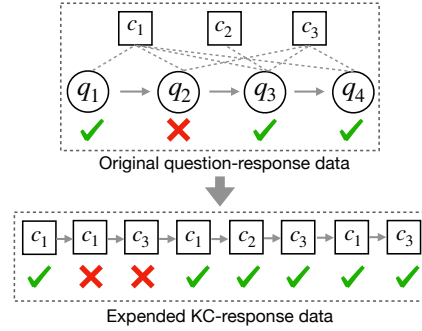 c1 c2 c3
q1 q2 q3 q4
Original question-response data
c1 c1 c3 c1 c2 c3 c1 c3
Expended KC-response data